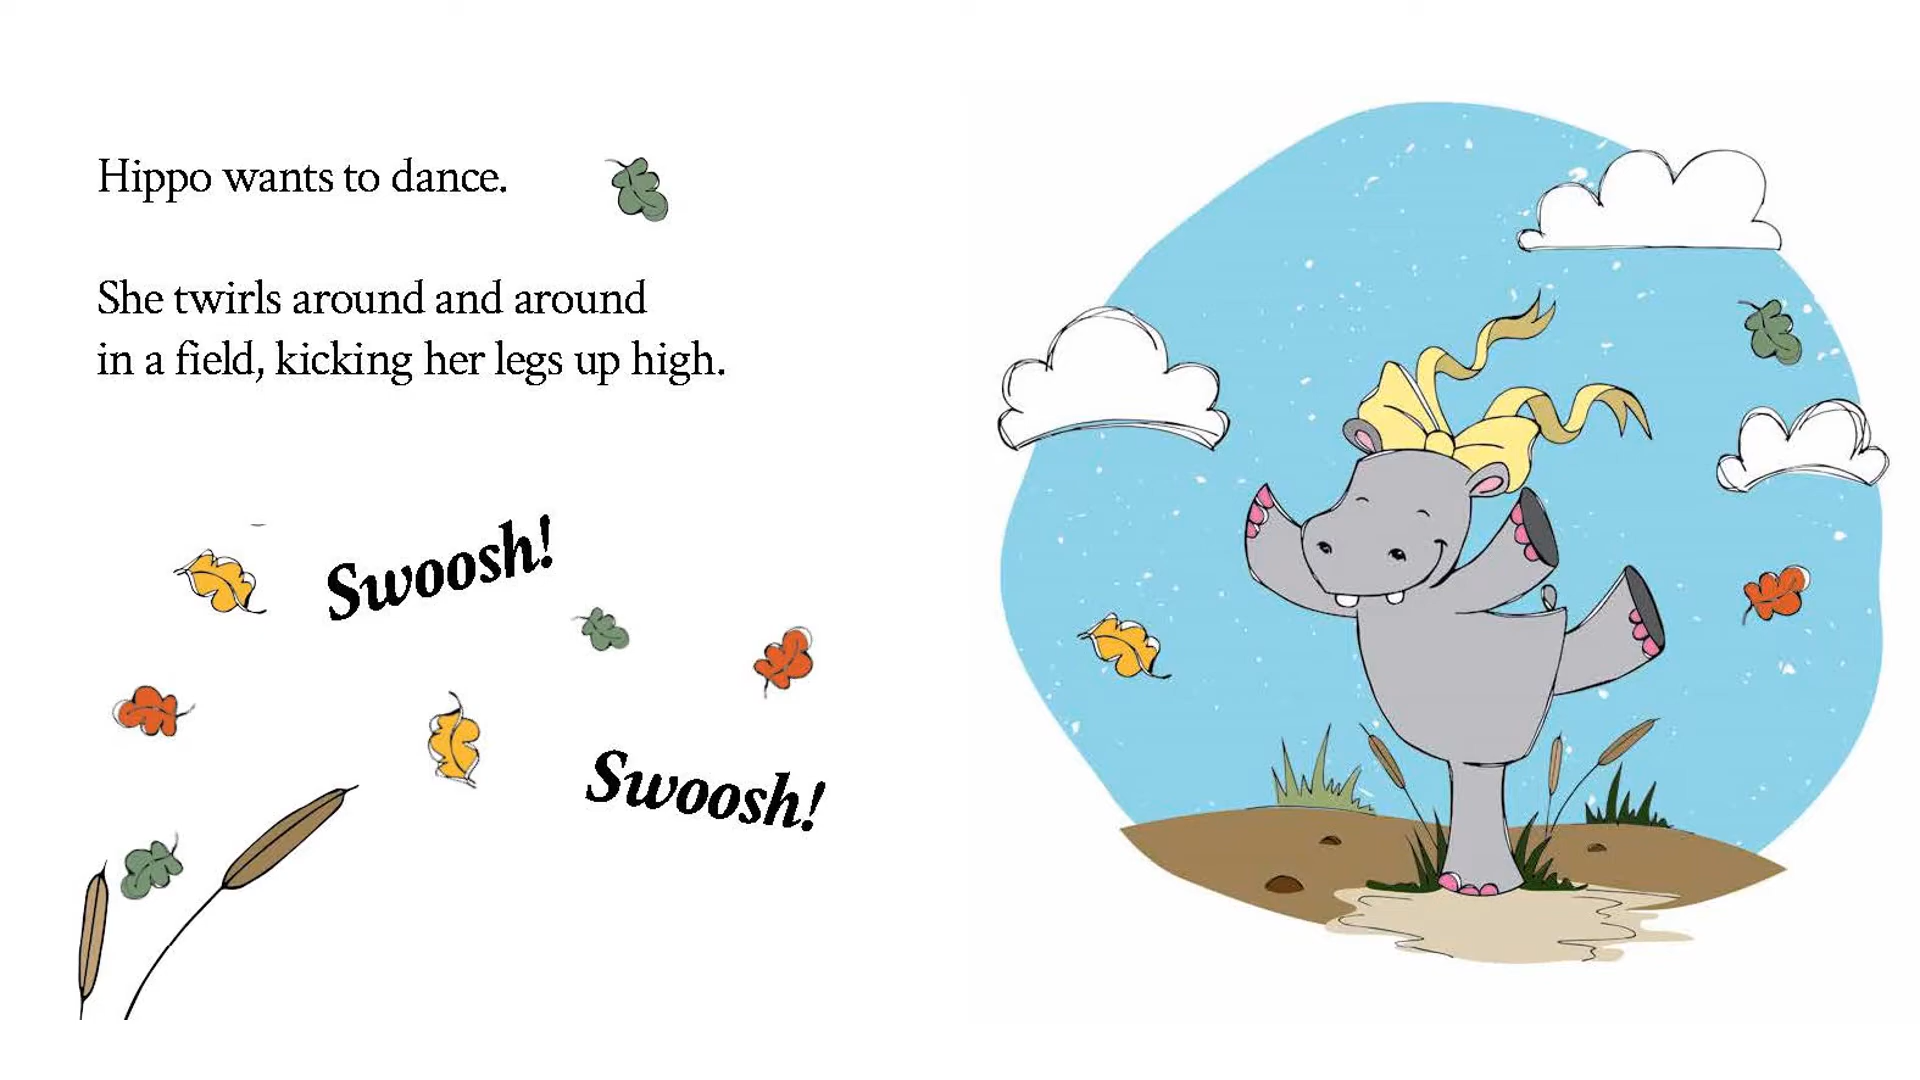 Hippo wants to dance.
She twirls around and around
in a field, kicking her legs up high.
Swoosh!
Swoosh!